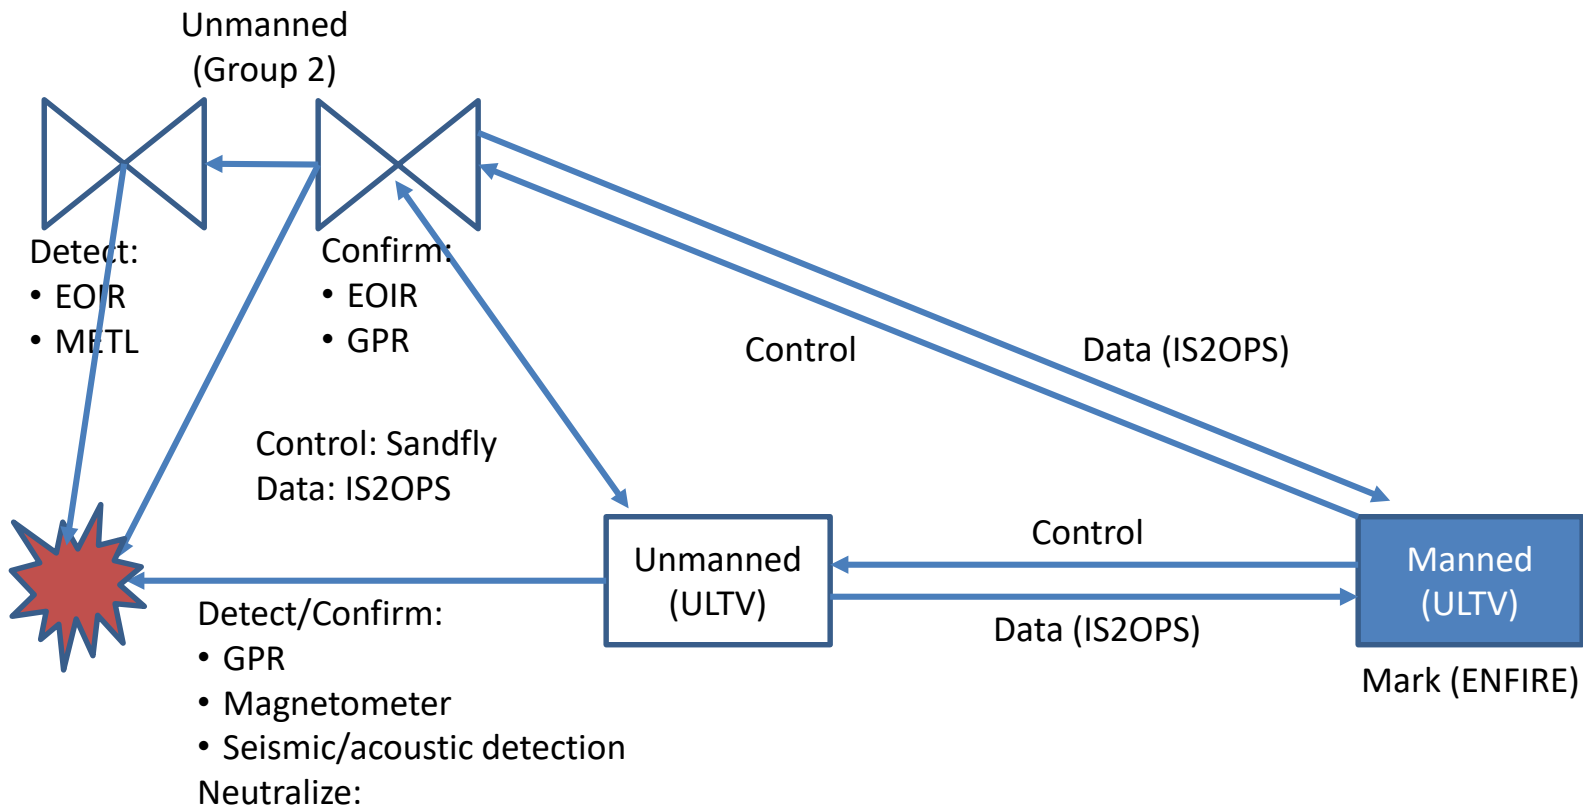 Unmanned
(Group 2)
Detect:
• EOIR
• METL
Confirm:
• EOIR
• GPR
Control
Data (IS2OPS)
Control: Sandfly
Data: IS2OPS
Unmanned
(ULTV)
Control
Data (IS2OPS)
Manned
(ULTV)
Mark (ENFIRE)
Detect/Confirm:
• GPR
• Magnetometer
• Seismic/acoustic detection
Neutralize: